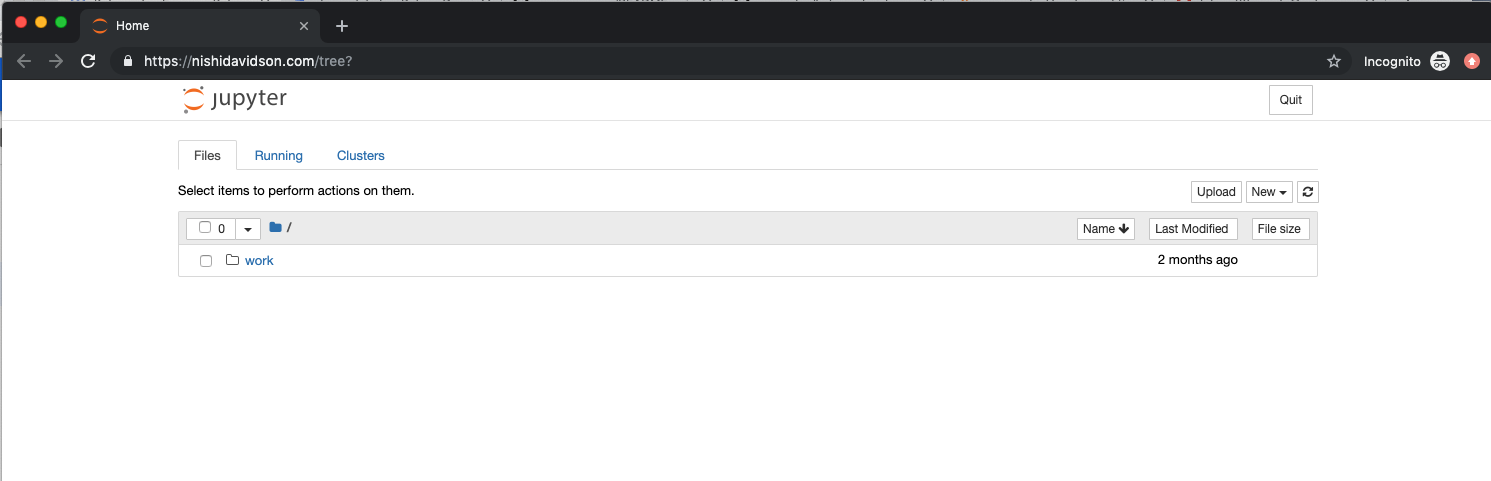 Home
https://nishidavidson.com/tree?
Incognito
jupyter
Quit
Files Running Clusters
Select items to perform actions on them.
Upload New
0 / Name Last Modified File size
work 2 months ago